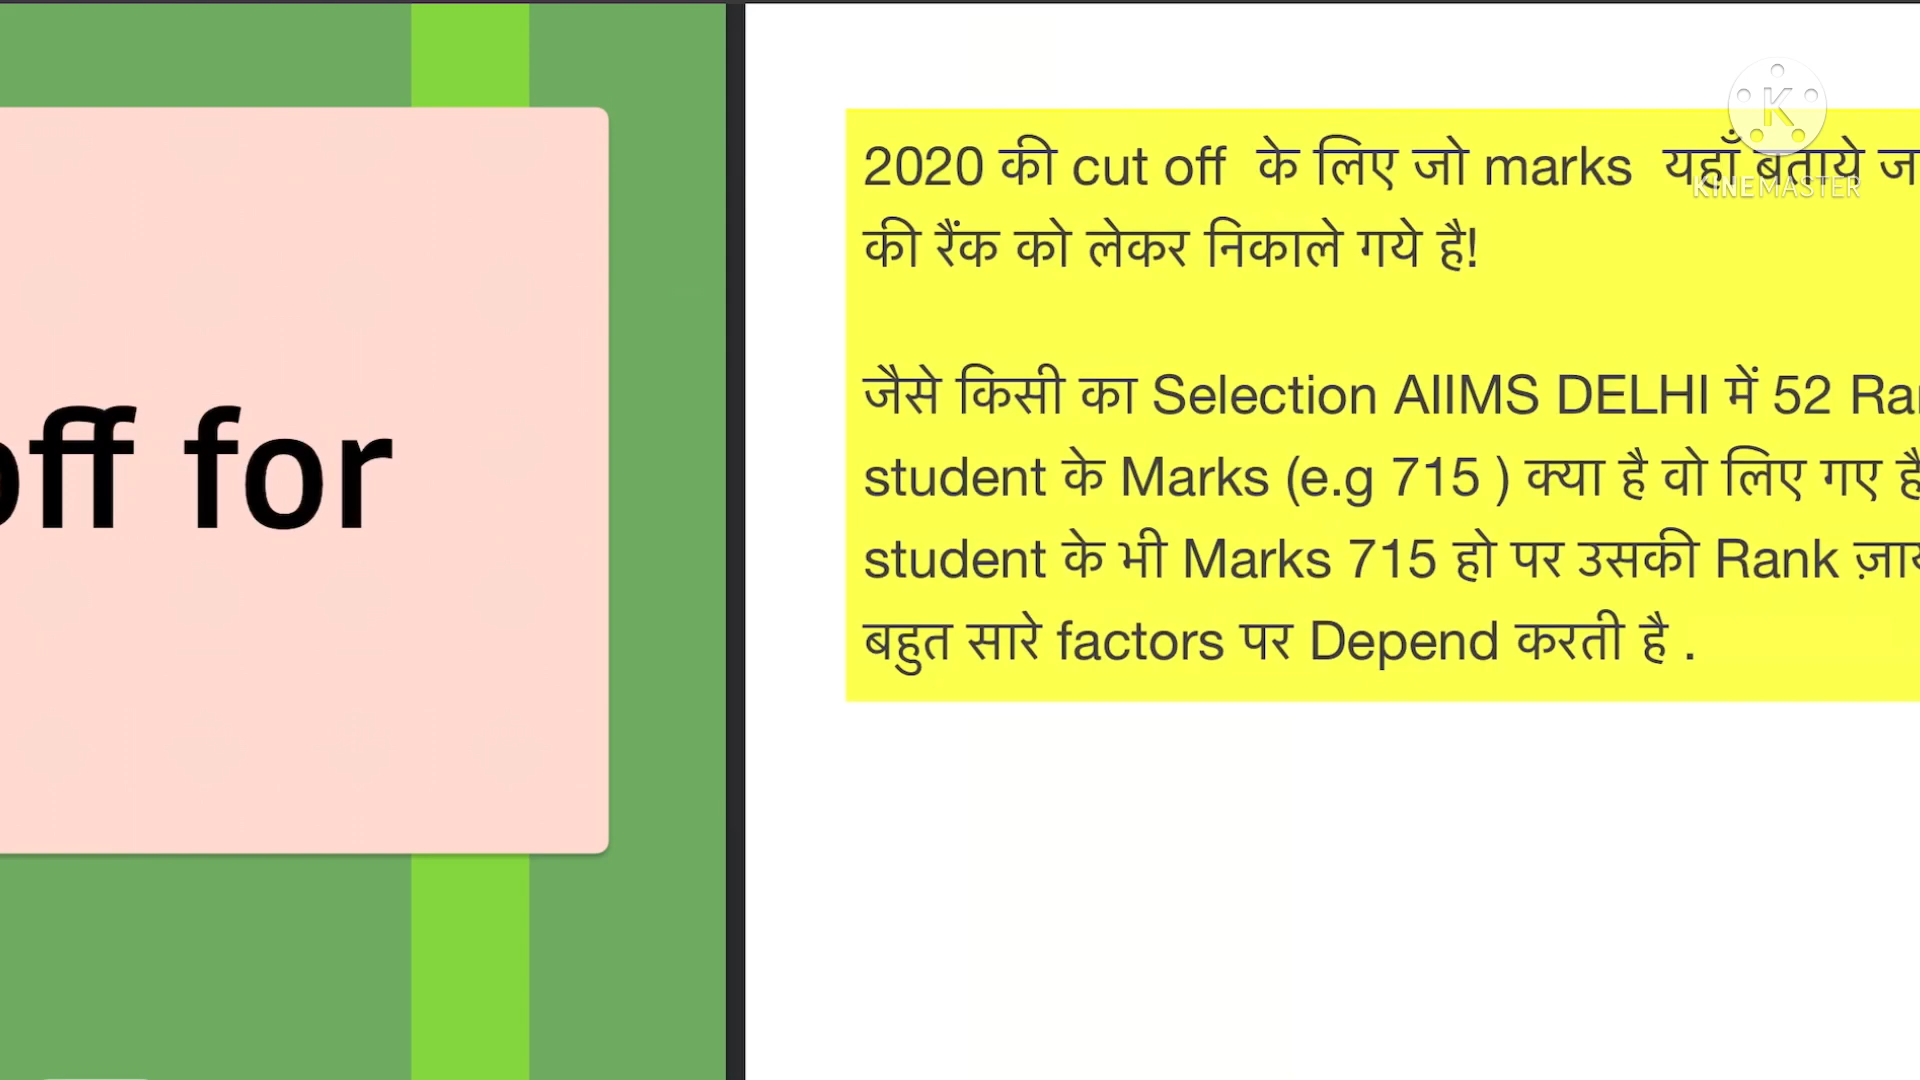 off for
2020 की cut off के लिए जो marks यहाँ बताये
की रैंक को लेकर निकाले गये है!
जैसे किसी का Selection AIIMS DELHI में 52
student के Marks (e.g 715 ) क्या है वो लिए गए
student के भी Marks 715 हो पर उसकी Rank
बहुत सारे factors पर Depend करती है .
KINEMASTER